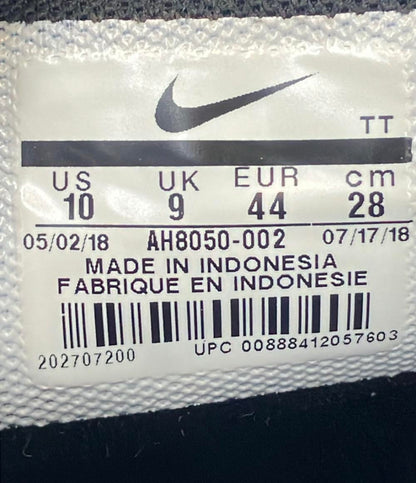 TT
US UK EUR cm
10 9 44 28
05/02/18 AH8050-002 07/17/18
MADE IN INDONESIA
FABRIQUE EN INDONESIE
202707200 UPC 00888412057603